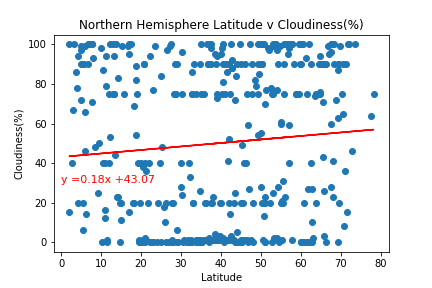 Northern Hemisphere Latitude v Cloudiness(%)
Cloudiness(%)
100
80
60
40
20
0
y =0.18x +43.07
0 10 20 30 40 50 60 70 80
Latitude